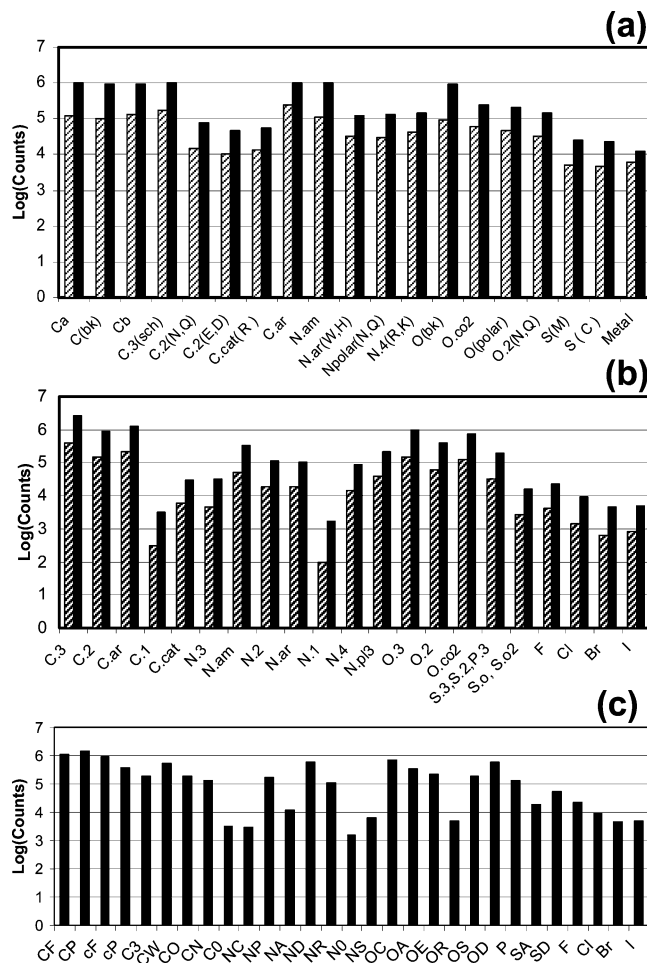 (a)
7
6
5
4
3
2
1
0
Log(Counts)
Ca C(bk) Cb C.3(sch) C.2(N,Q) C.2(E,D) C.cat(R ) C.ar N.am N.ar(W,H) Npolar(N,Q) N.4(R,K) O(bk) O.co2 O(polar) O.2(N,Q) S(M) S ( C ) Metal
(b)
7
6
5
4
3
2
1
0
Log(Counts)
C.3 C.2 C.ar C.1 C.cat N.3 N.am N.2 N.ar N.1 N.4 N.pl3 O.3 O.2 O.co2 S.3,S.2,P.3 S.o, S.o2 F Cl Br I
(c)
7
6
5
4
3
2
1
0
Log(Counts)
CF CP cF cP C3 CW CO CN C0 NC NP NA ND NR N0 NS OC OA OE OR OS OD P SA SD F Cl Br I